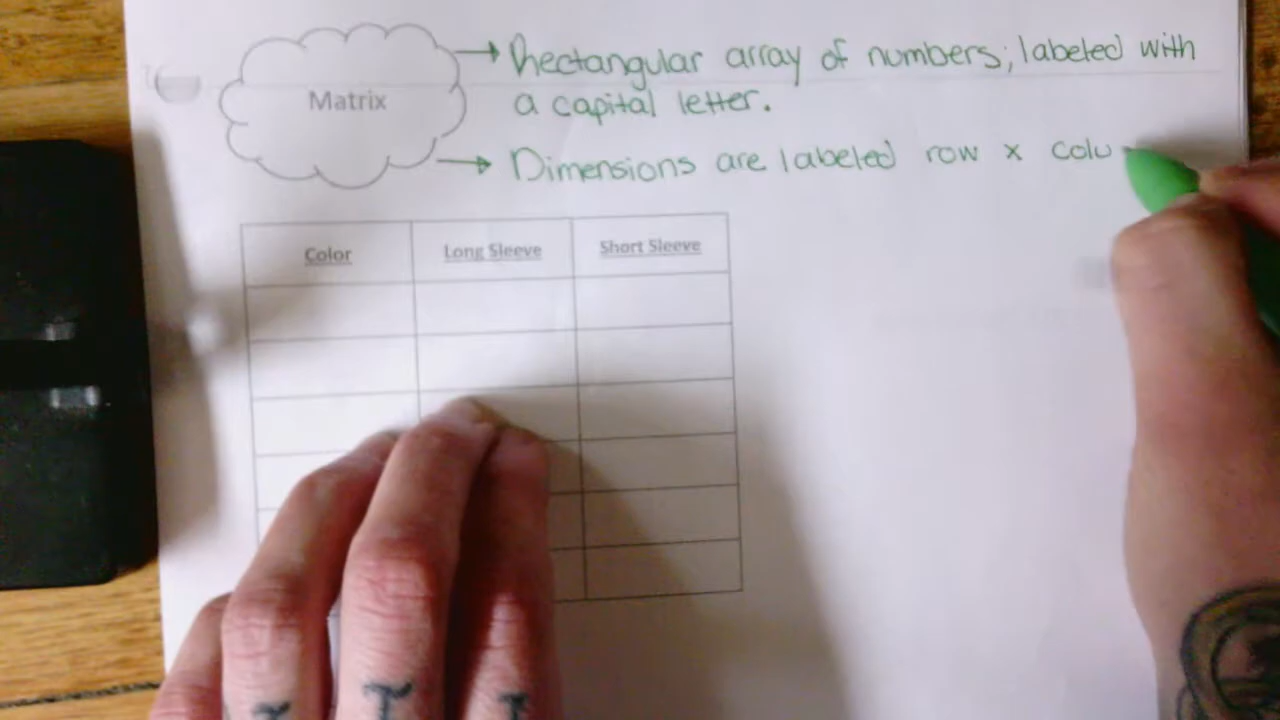 Matrix
Rectangular array of numbers; labeled with
a capital letter.
Dimensions are labeled row x colu
Color Long Sleeve Short Sleeve